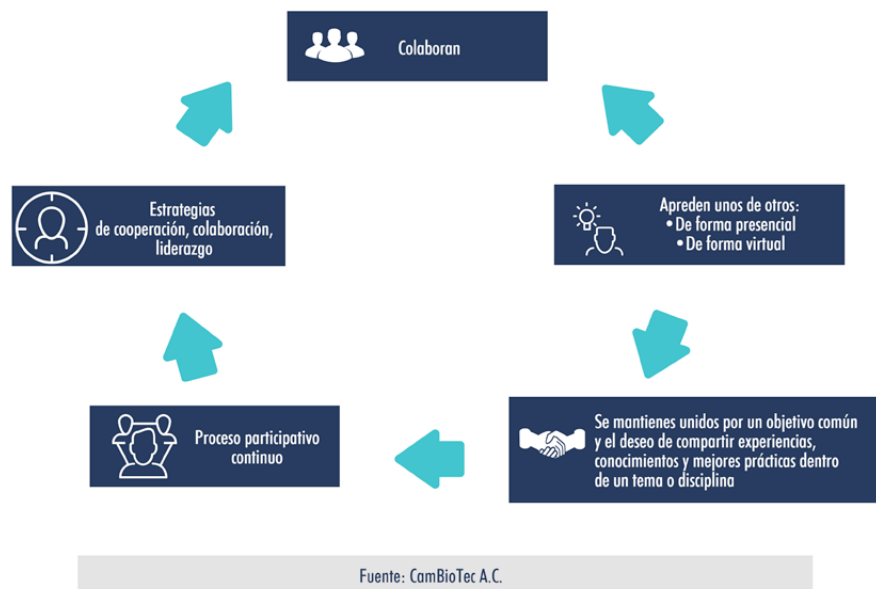 Colaboran
Apreden unos de otros:
• De forma presencial
• De forma virtual
Se mantienes unidos por un objetivo común
y el deseo de compartir experiencias,
conocimientos y mejores prácticas dentro
de un tema o disciplina
Proceso participativo
continuo
Estrategias
de cooperación, colaboración,
liderazgo
Fuente: CamBioTec A.C.